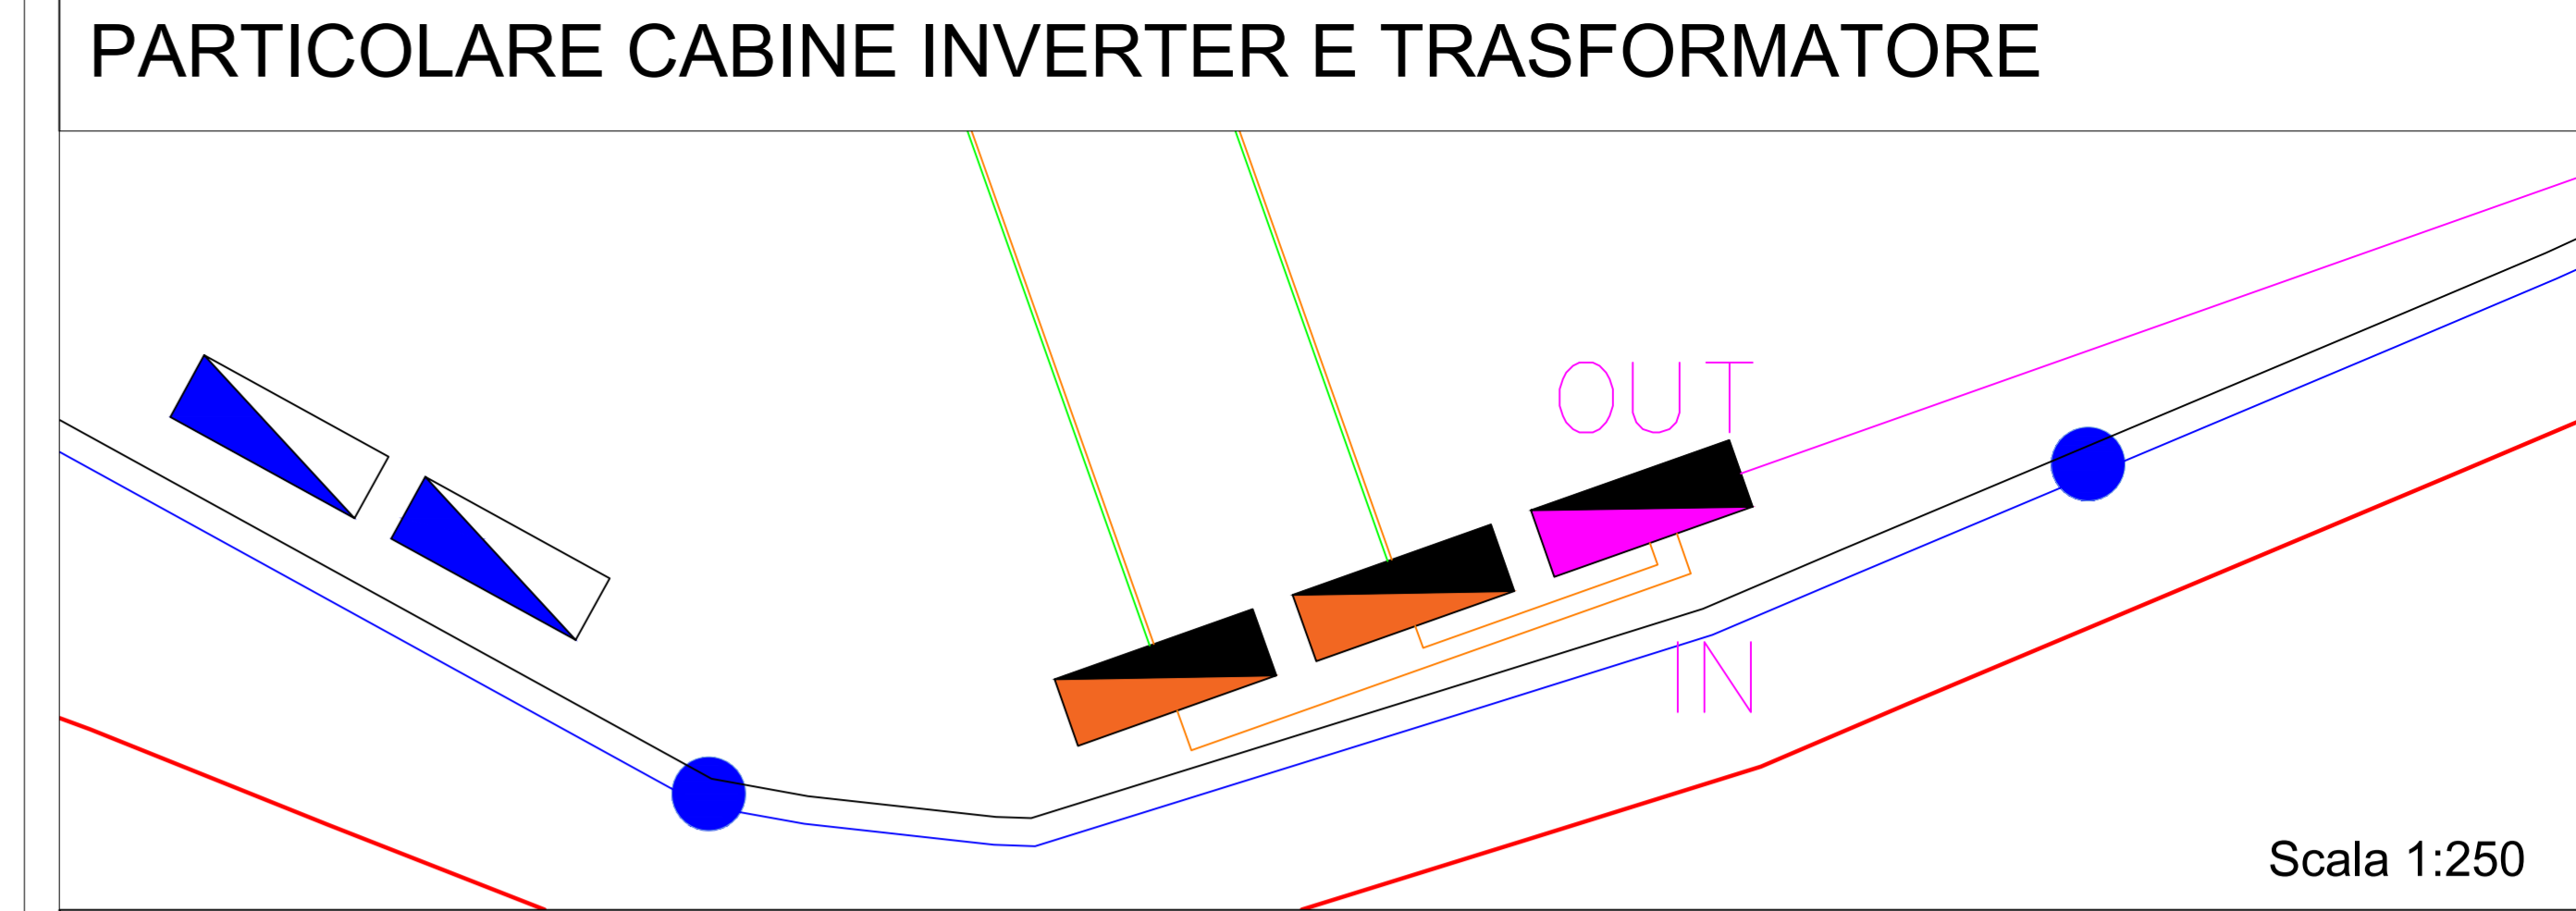 PARTICOLARE CABINE INVERTER E TRASFORMATORE
OUT
IN
Scala 1:250